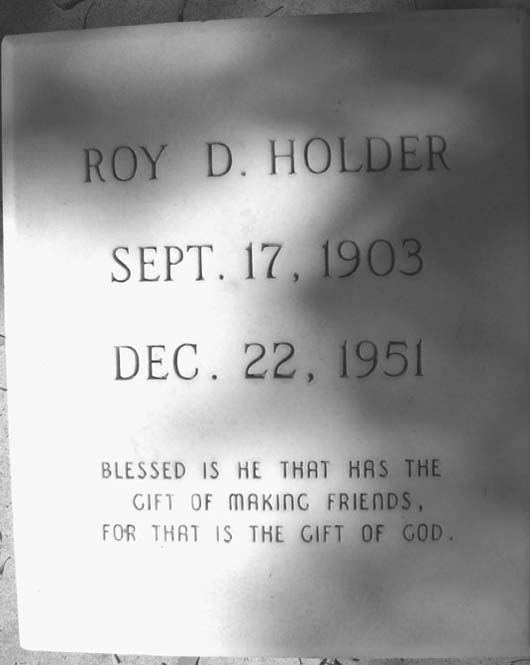 ROY D. HOLDER
SEPT. 17, 1903
DEC. 22, 1951
BLESSED IS HE THAT HAS THE
GIFT OF MAKING FRIENDS,
FOR THAT IS THE GIFT OF GOD.